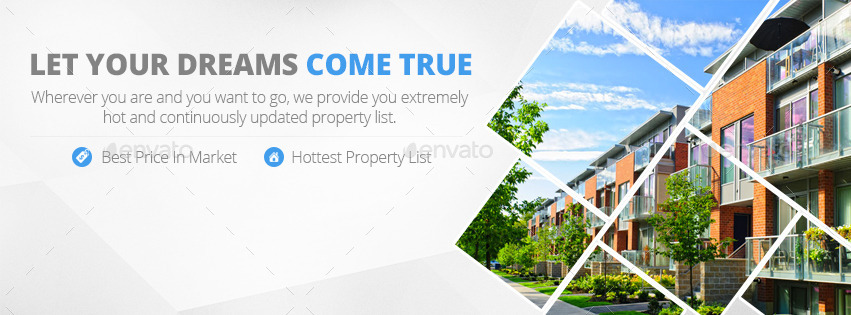 LET YOUR DREAMS COME TRUE
Wherever you are and you want to go, we provide you extremely
hot and continuously updated property list.
Best Price In Market
Hottest Property List
envato
envato